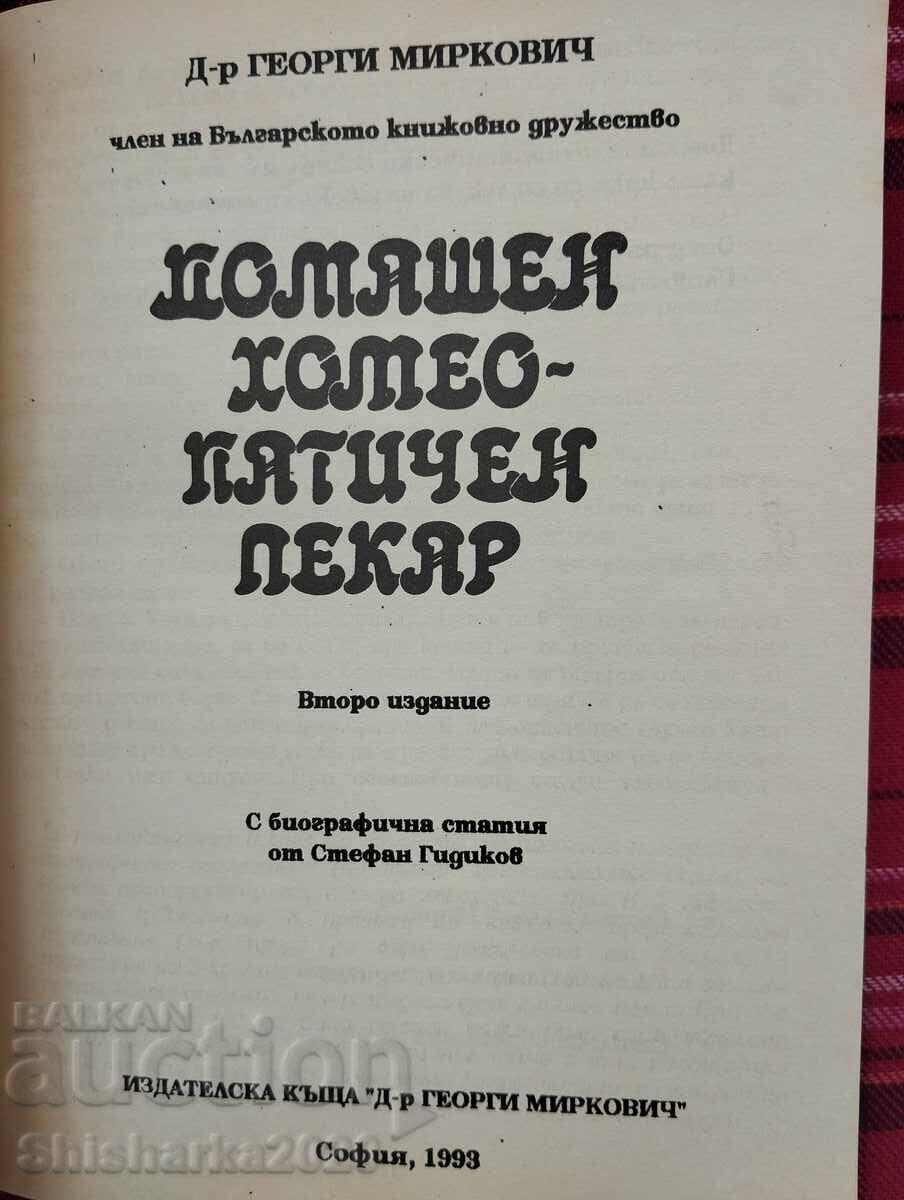 Д-р ГЕОРГИ МИРКОВИЧ
член на Българското книжовно дружество
ДОМАШЕН
ХОМЕО-
ПАТИЧЕН
ЛЕКАР
Второ издание
С биографична статия
от Стефан Гидиков
ИЗДАТЕЛСКА КЪЩА "Д-р ГЕОРГИ МИРКОВИЧ"
София, 1993
BALKAN
auction